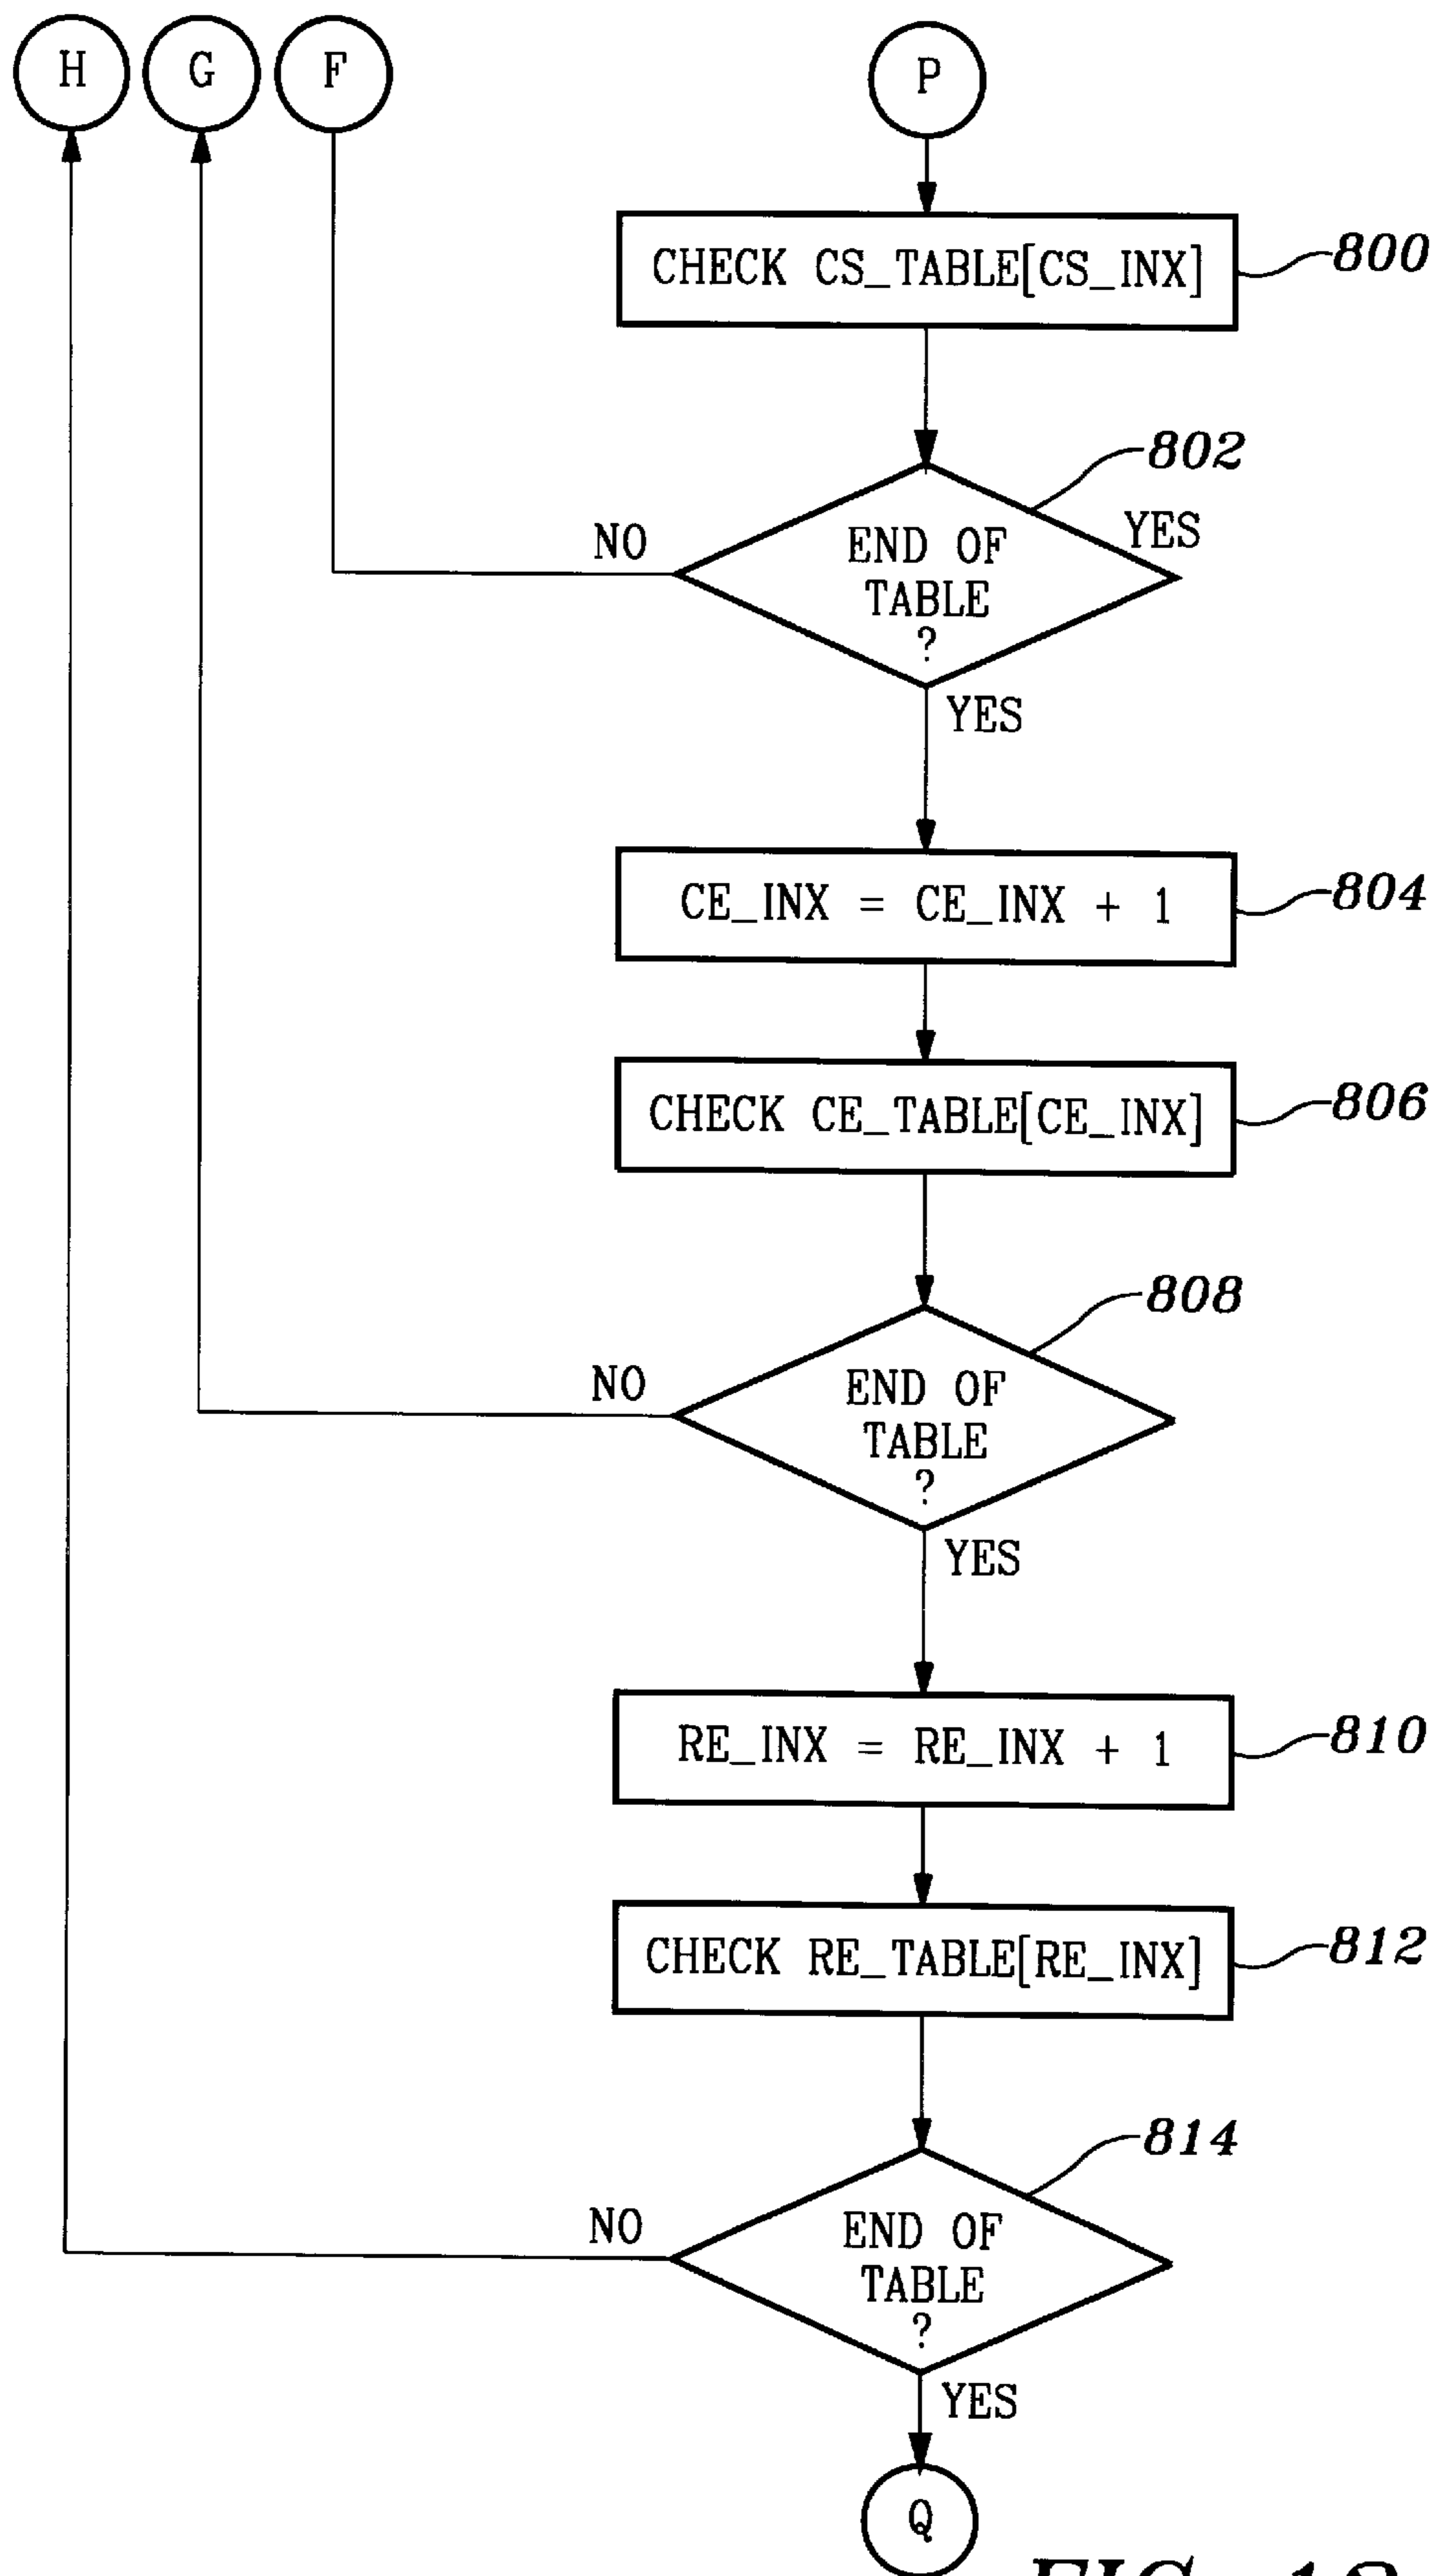 H G F P
CHECK CS_TABLE[CS_INX] 800
802
NO YES
END OF
TABLE
?
YES
CE_INX = CE_INX + 1 804
CHECK CE_TABLE[CE_INX] 806
808
NO
END OF
TABLE
?
YES
RE_INX = RE_INX + 1 810
CHECK RE_TABLE[RE_INX] 812
814
NO
END OF
TABLE
?
YES
Q